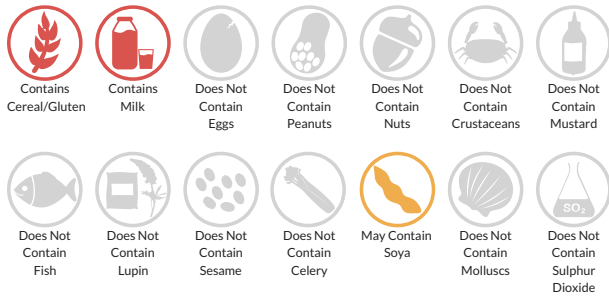 Contains
Cereal/Gluten
Contains
Milk
Does Not
Contain
Eggs
Does Not
Contain
Peanuts
Does Not
Contain
Nuts
Does Not
Contain
Crustaceans
Does Not
Contain
Mustard
Does Not
Contain
Fish
Does Not
Contain
Lupin
Does Not
Contain
Sesame
Does Not
Contain
Celery
May Contain
Soya
Does Not
Contain
Molluscs
SO₂
Does Not
Contain
Sulphur
Dioxide